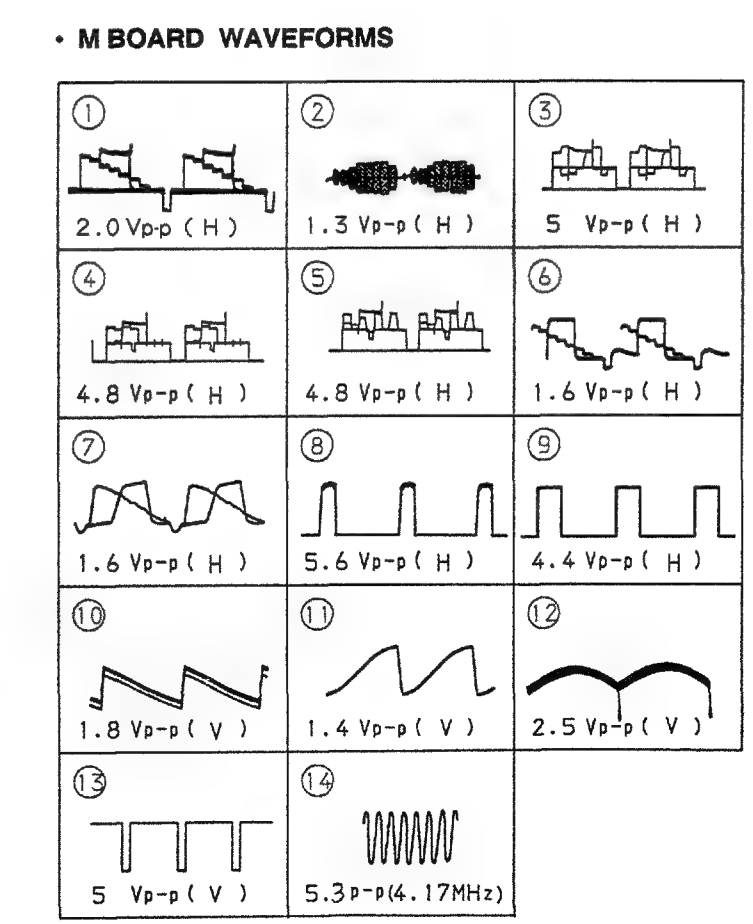 • M BOARD WAVEFORMS
① ② ③
2.0 Vp-p ( H ) 1.3 Vp-p ( H ) 5 Vp-p ( H )
④ ⑤ ⑥
4.8 Vp-p ( H ) 4.8 Vp-p ( H ) 1.6 Vp-p ( H )
⑦ ⑧ ⑨
1.6 Vp-p ( H ) 5.6 Vp-p ( H ) 4.4 Vp-p ( H )
⑩ ⑪ ⑫
1.8 Vp-p ( V ) 1.4 Vp-p ( V ) 2.5 Vp-p ( V )
⑬ ⑭
5 Vp-p ( V ) 5.3 p-p(4.17MHz)